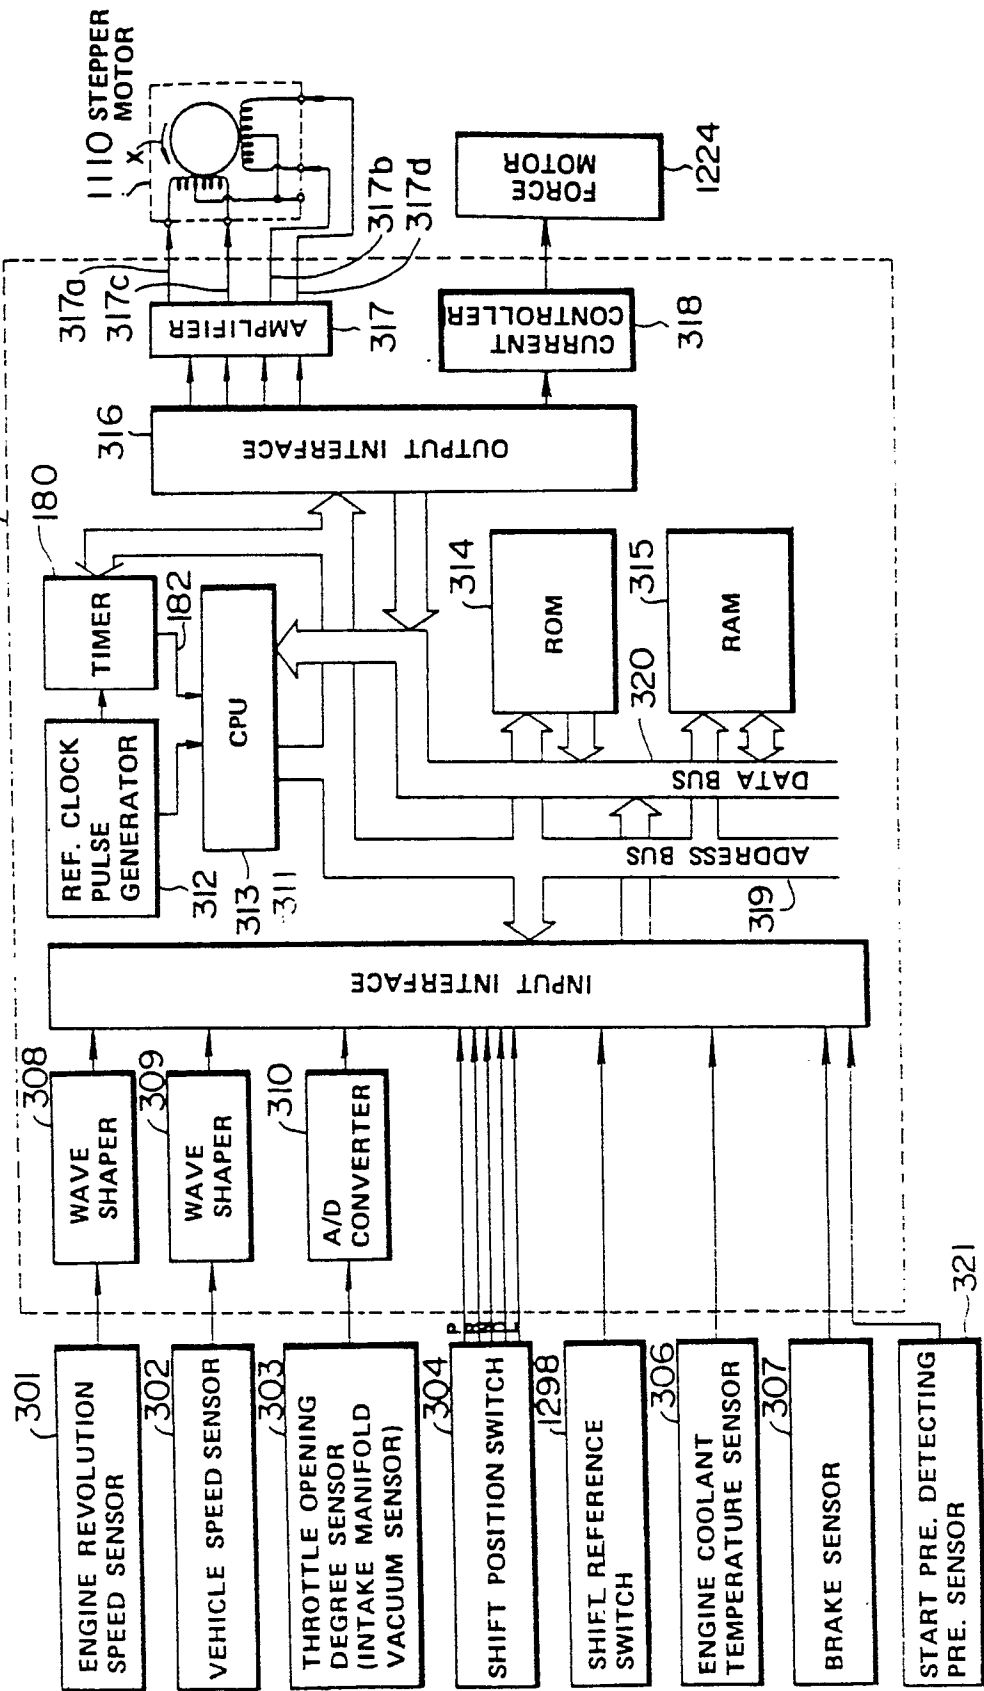 301
ENGINE REVOLUTION
SPEED SENSOR
302
VEHICLE SPEED SENSOR
303
THROTTLE OPENING
DEGREE SENSOR
(INTAKE MANIFOLD
VACUUM SENSOR)
304
SHIFT POSITION SWITCH
P
L
1298
SHIFT REFERENCE
SWITCH
306
ENGINE COOLANT
TEMPERATURE SENSOR
307
BRAKE SENSOR
321
START PRE. DETECTING
PRE. SENSOR
308
WAVE
SHAPER
309
WAVE
SHAPER
310
A/D
CONVERTER
INPUT INTERFACE
311
312
REF. CLOCK
PULSE
GENERATOR
180
TIMER
182
313
CPU
314
ROM
315
RAM
320
DATA BUS
ADDRESS BUS
319
316
OUTPUT INTERFACE
317
AMPLIFIER
317a
317c
317b
317d
318
CURRENT
CONTROLLER
1110 STEPPER
MOTOR
X
FORCE
MOTOR
1224